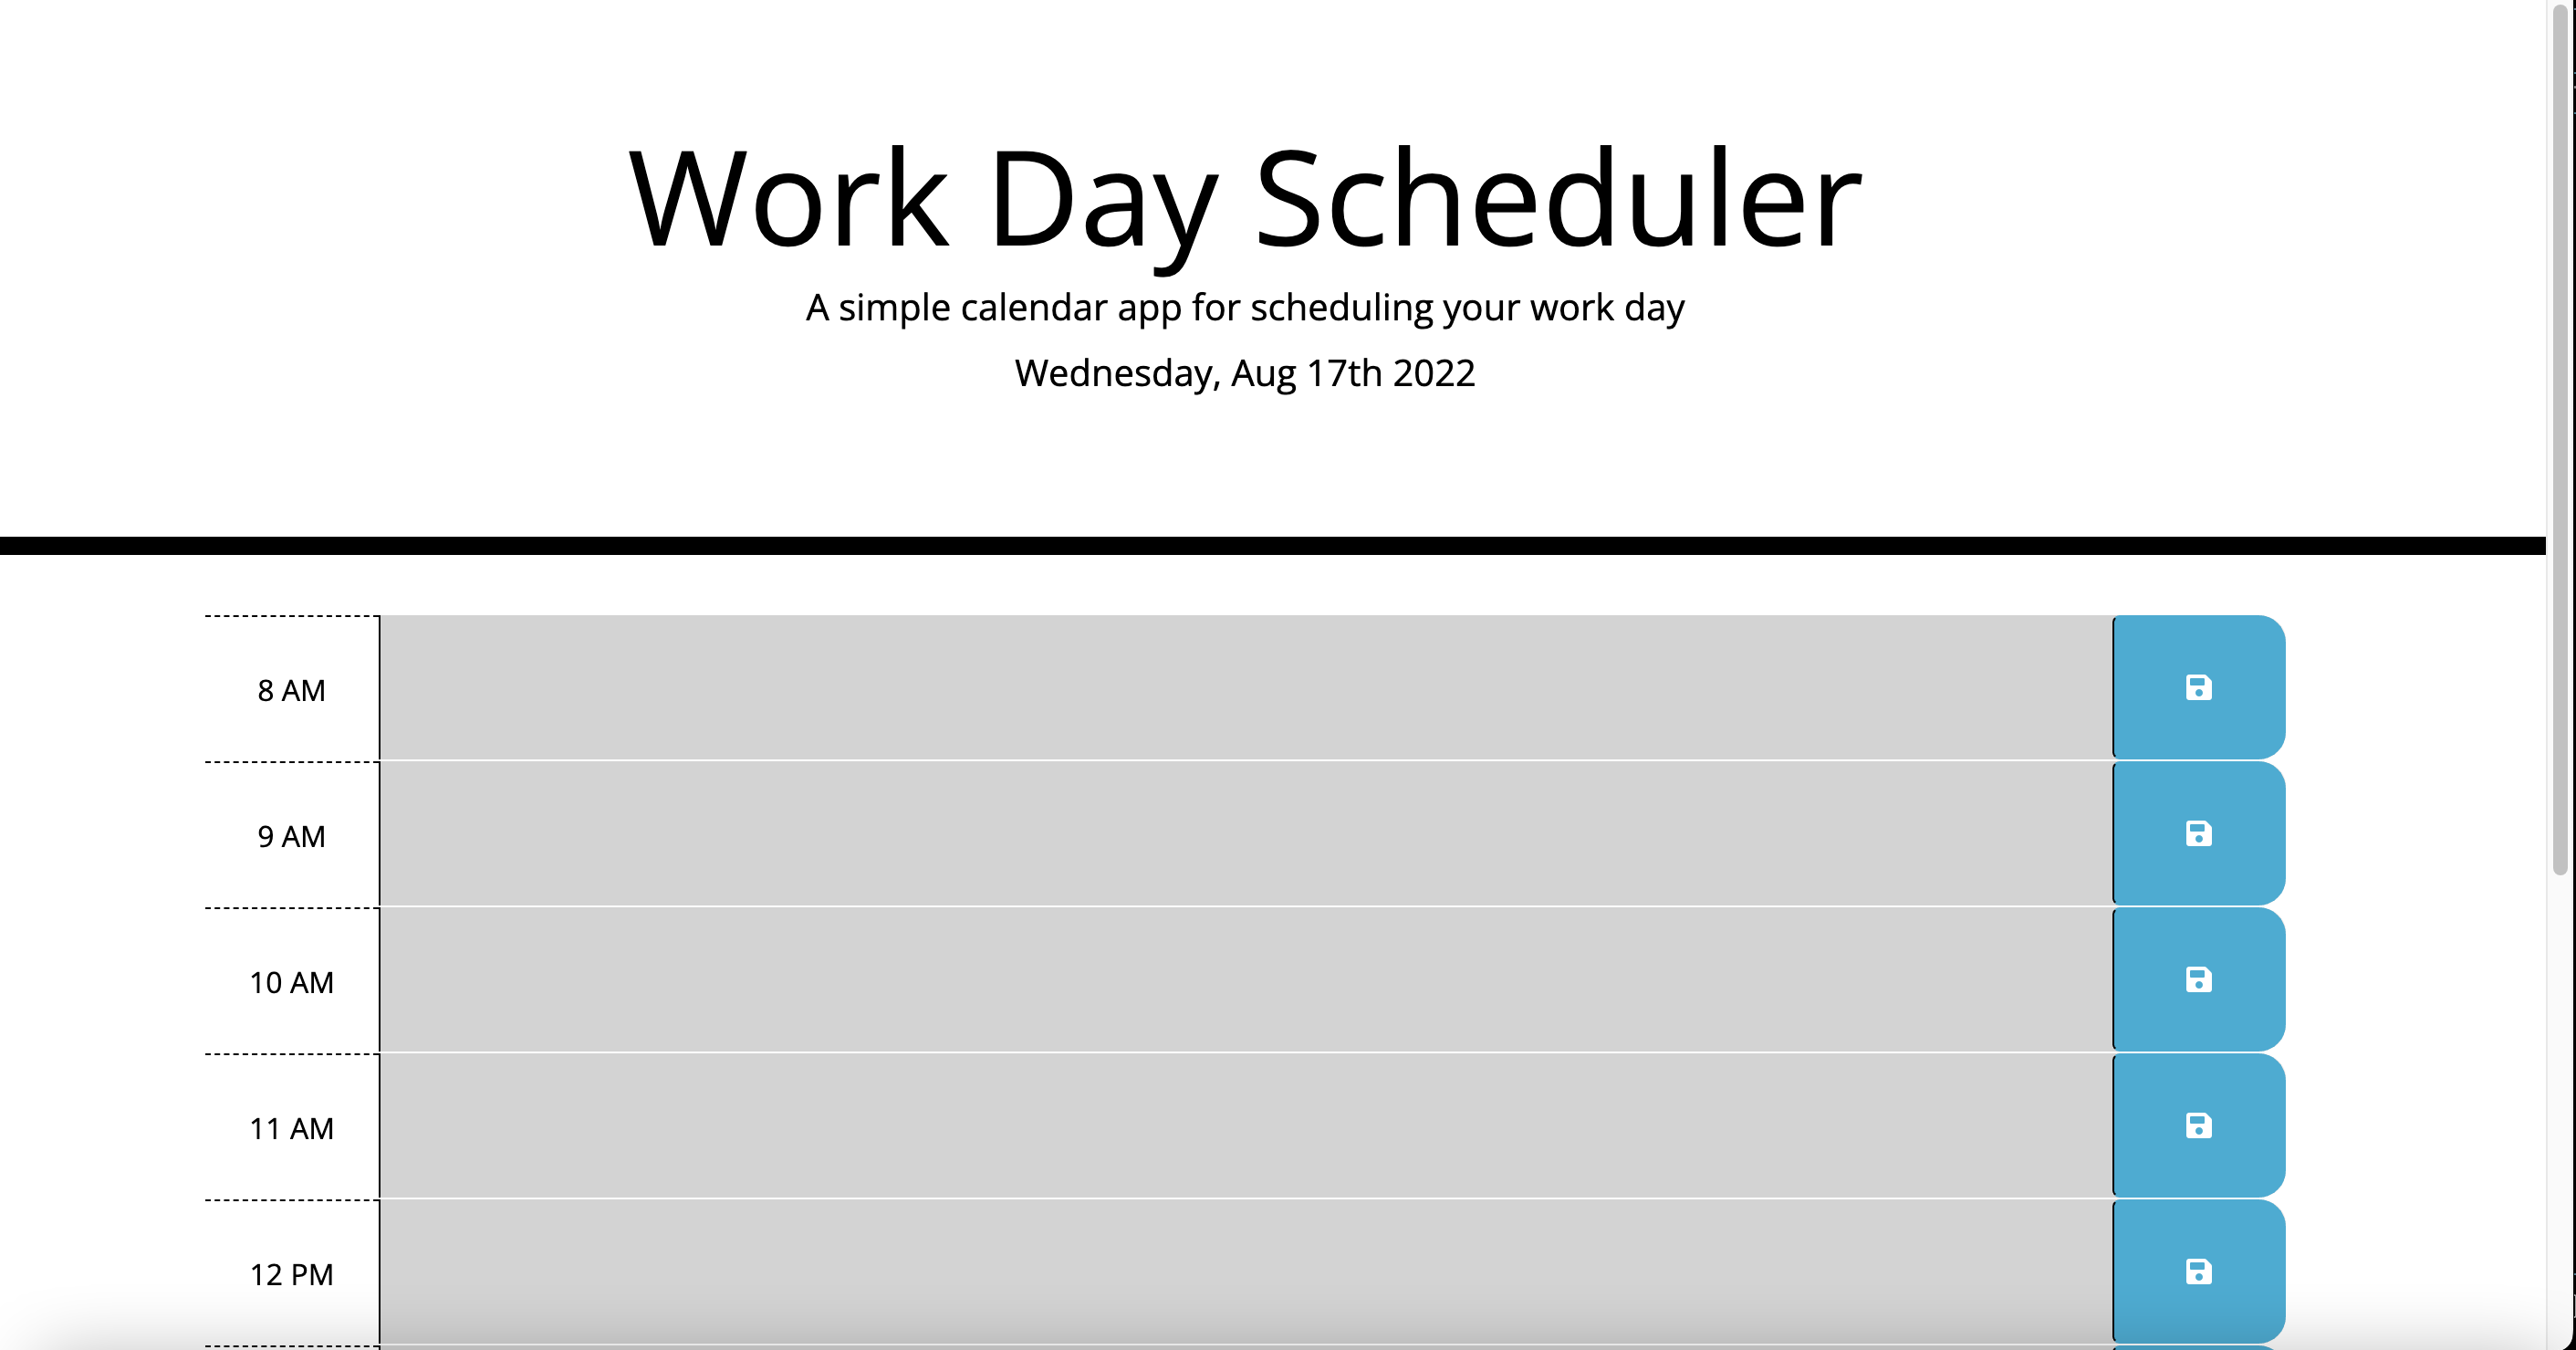 Work Day Scheduler
A simple calendar app for scheduling your work day
Wednesday, Aug 17th 2022
8 AM
9 AM
10 AM
11 AM
12 PM